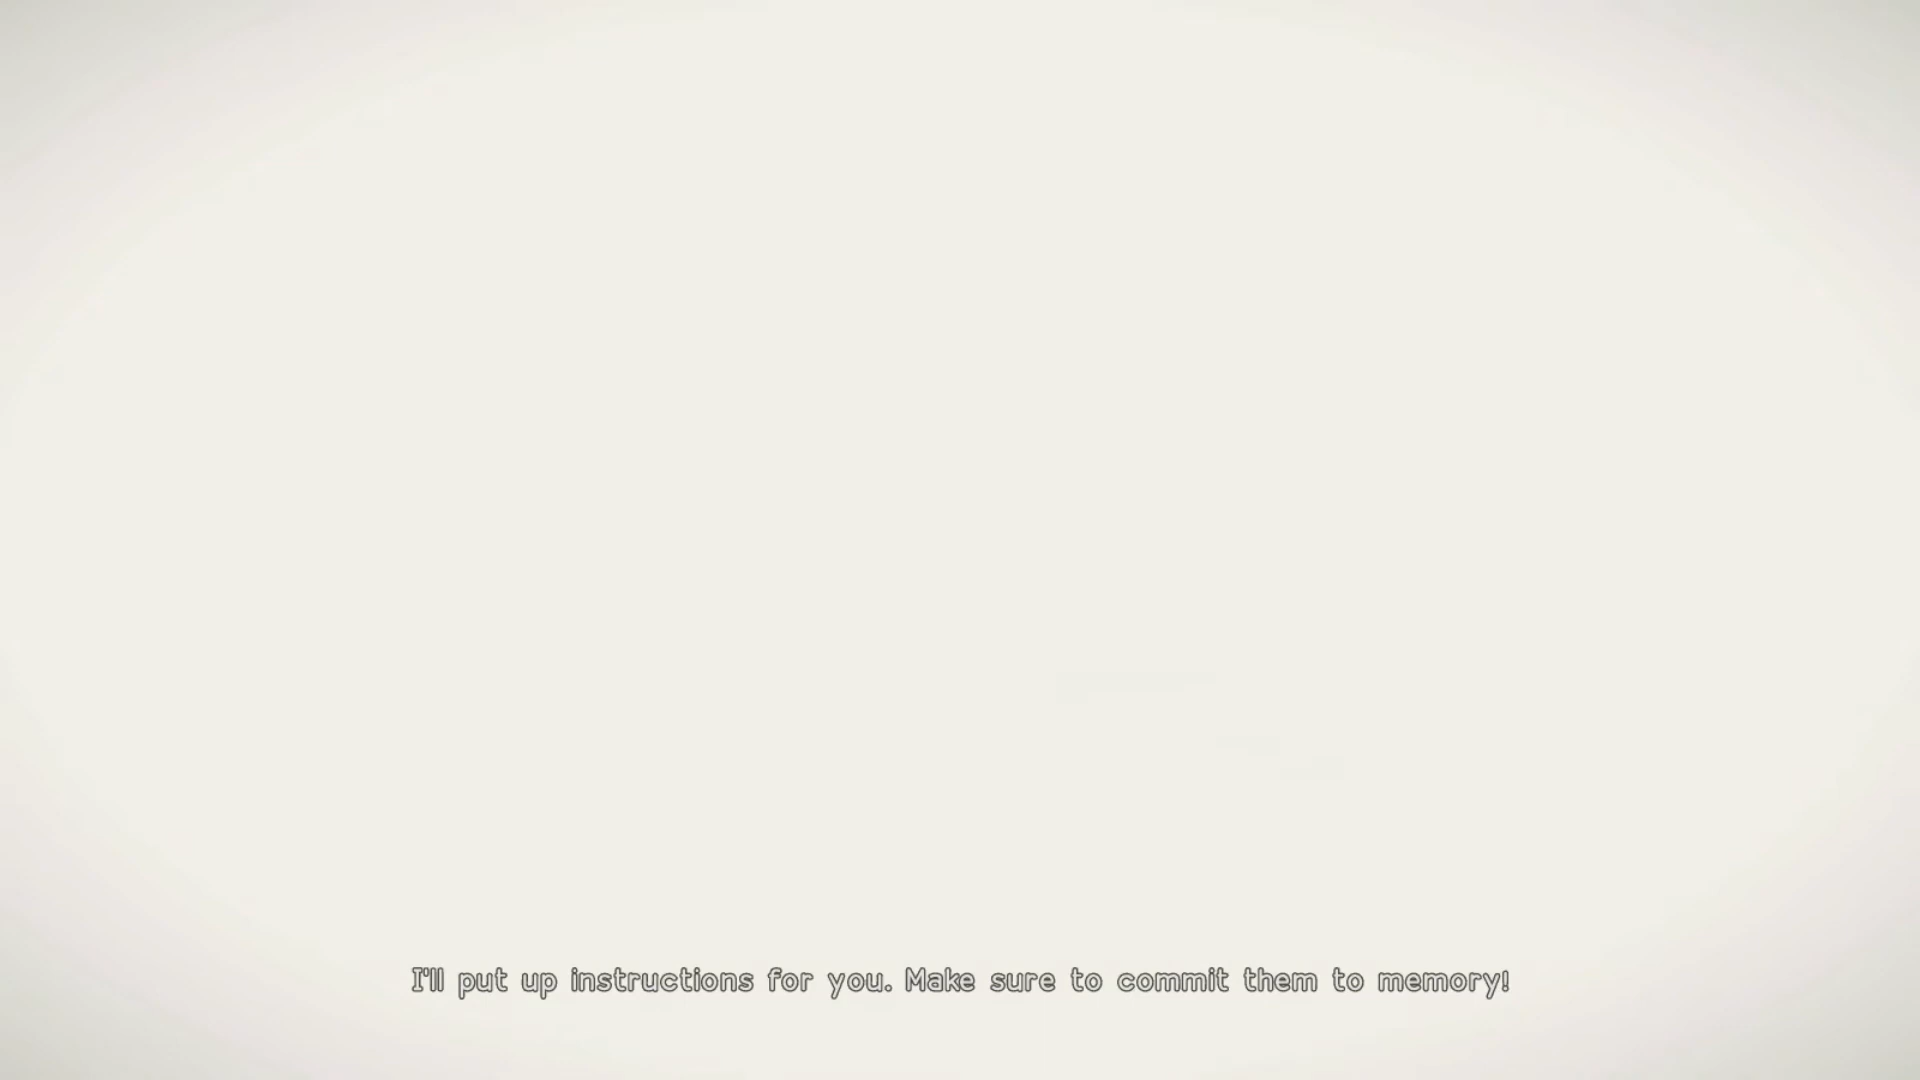 I'll put up instructions for you. Make sure to commit them to memory!